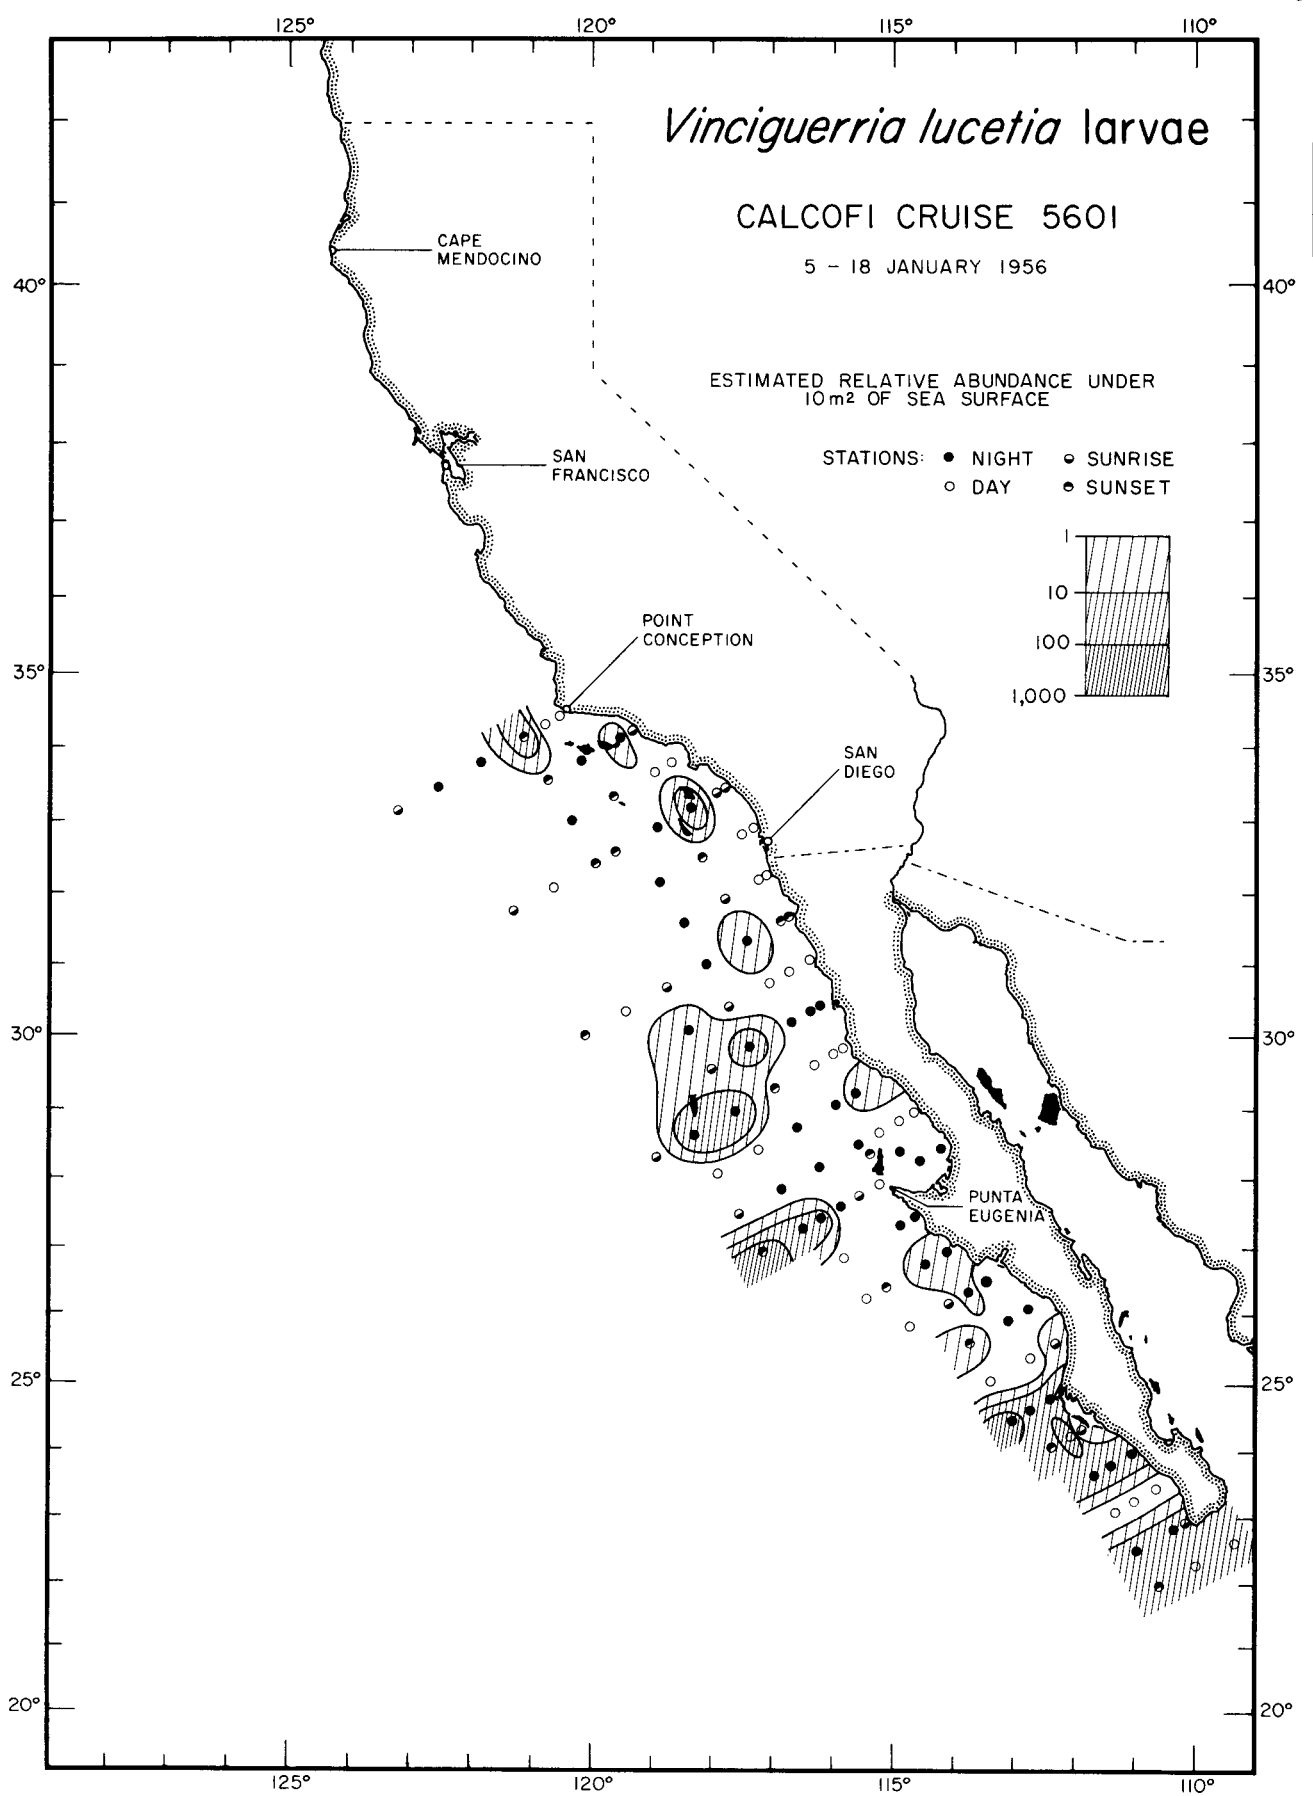 125° 120° 115° 110°
Vinciguerria lucetia larvae
CALCOFI CRUISE 5601
5 – 18 JANUARY 1956
CAPE
MENDOCINO
40° 40°
ESTIMATED RELATIVE ABUNDANCE UNDER
10 m2 OF SEA SURFACE
STATIONS: NIGHT SUNRISE
DAY SUNSET
SAN
FRANCISCO
1
10
100
1,000
POINT
CONCEPTION
35° 35°
SAN
DIEGO
30° 30°
PUNTA
EUGENIA
25° 25°
20° 20°
125° 120° 115° 110°